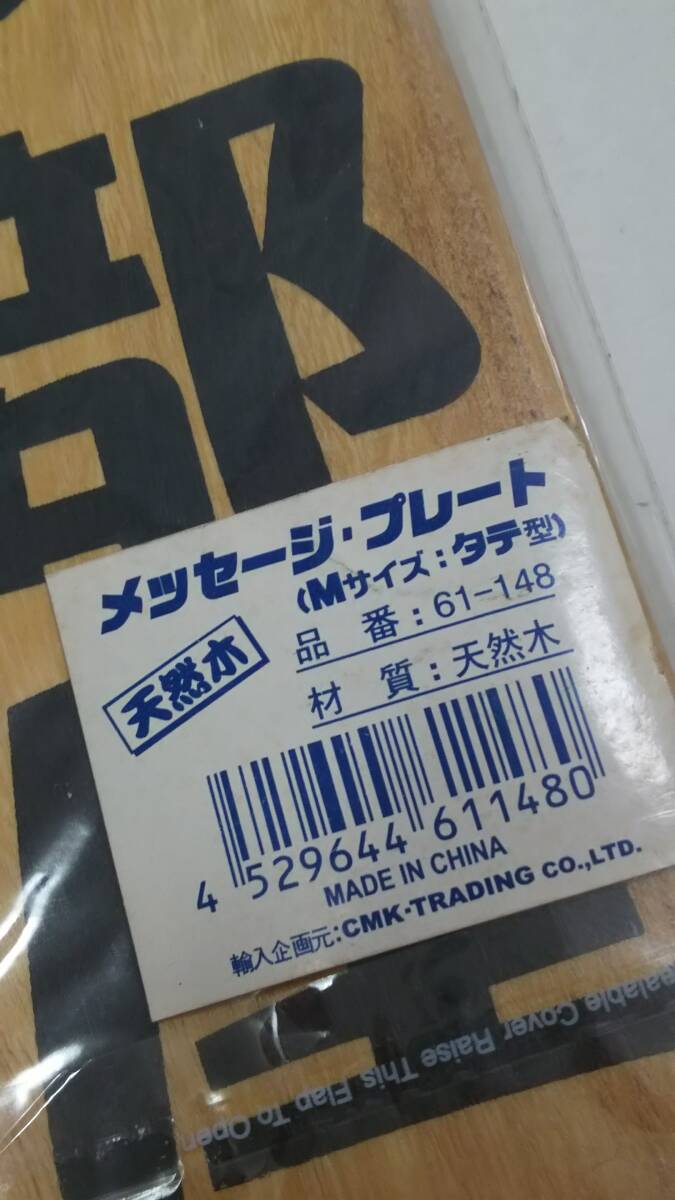 部
メッセージ・プレート
(Mサイズ：タテ型)
天然木
品　番：61-148
材　質：天然木
4 529644 611480
MADE IN CHINA
輸入企画元：CMK-TRADING CO.,LTD.
ealable Cover Raise This Flap To Open